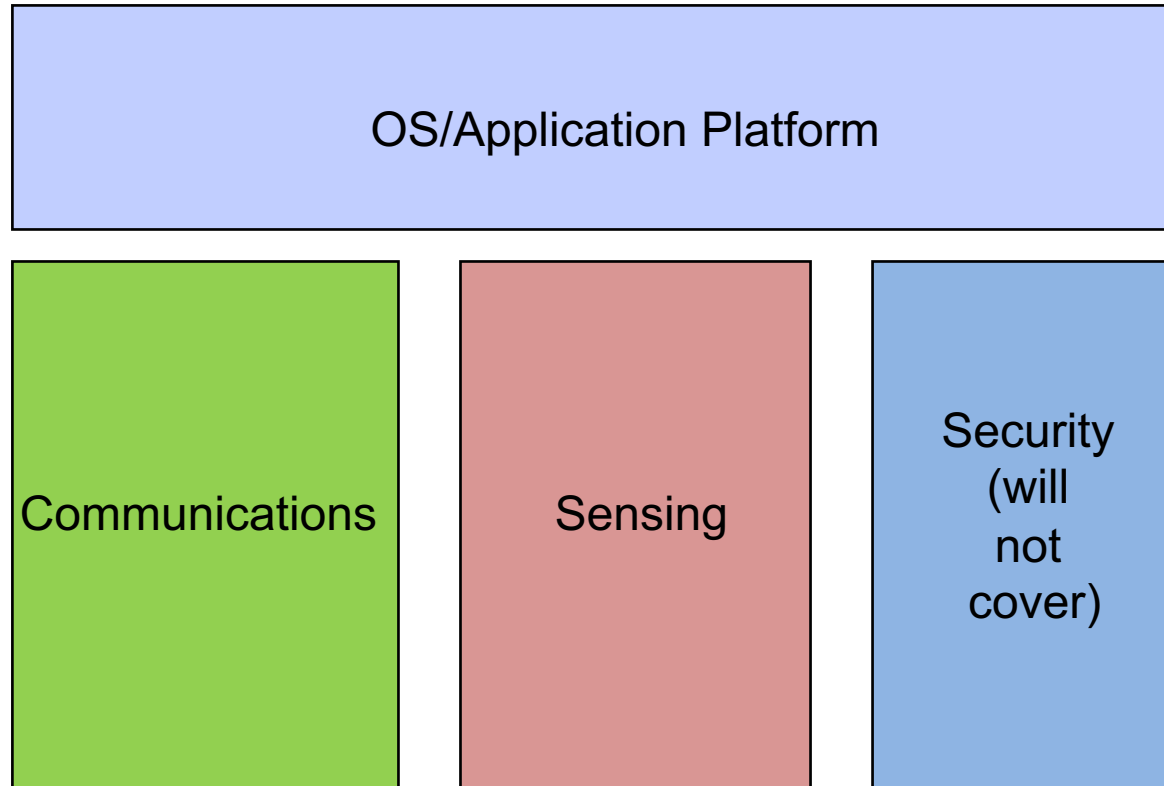 OS/Application Platform
Communications
Sensing
Security
(will
not
cover)